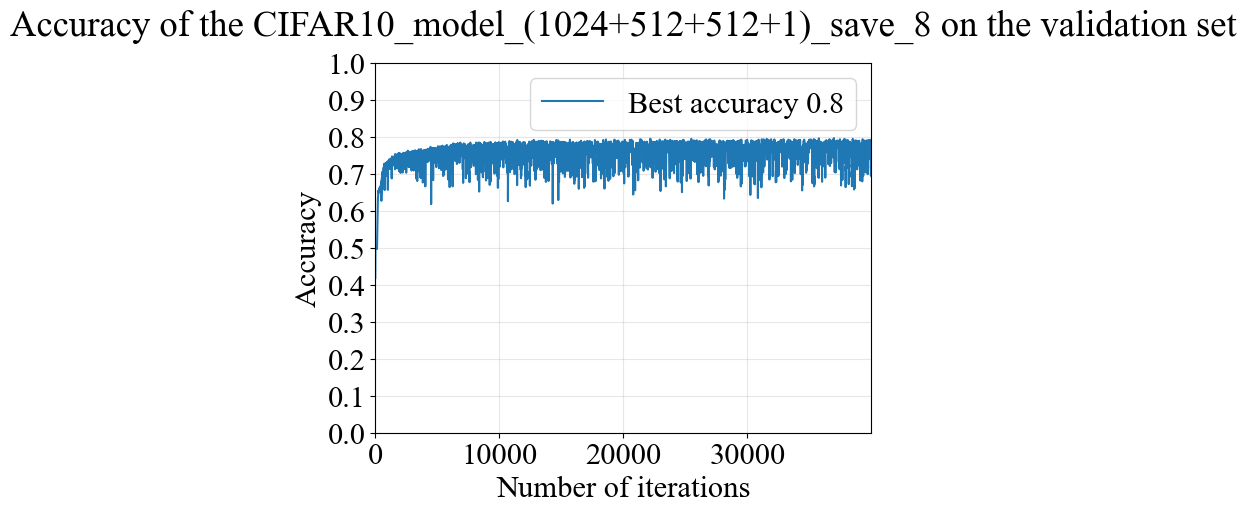 Accuracy of the CIFAR10_model_(1024+512+512+1)_save_8 on the validation set
1.0
0.9
0.8
0.7
0.6
0.5
0.4
0.3
0.2
0.1
0.0
Accuracy
Best accuracy 0.8
0 10000 20000 30000
Number of iterations